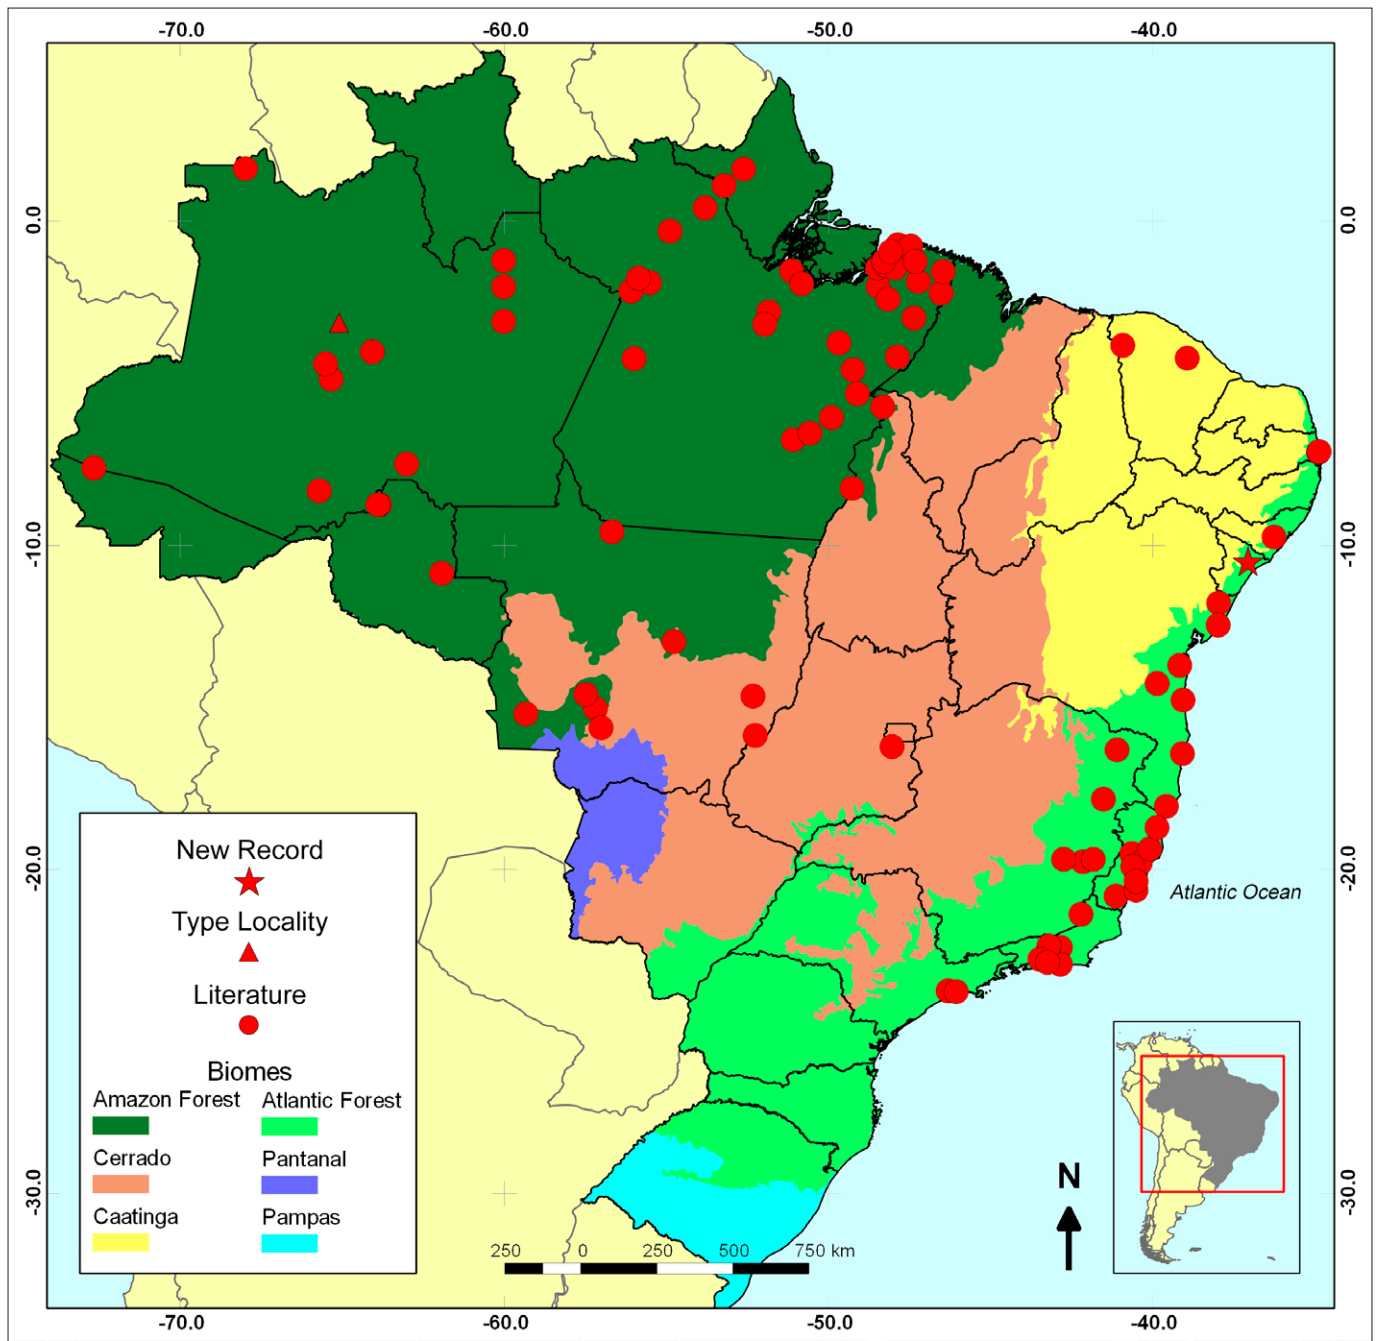 -70.0 -60.0 -50.0 -40.0
0.0 0.0
-10.0 -10.0
-20.0 -20.0
-30.0 -30.0
Atlantic Ocean
New Record
Type Locality
Literature
Biomes
Amazon Forest Atlantic Forest
Cerrado Pantanal
Caatinga Pampas
N
250 0 250 500 750 km
-70.0 -60.0 -50.0 -40.0